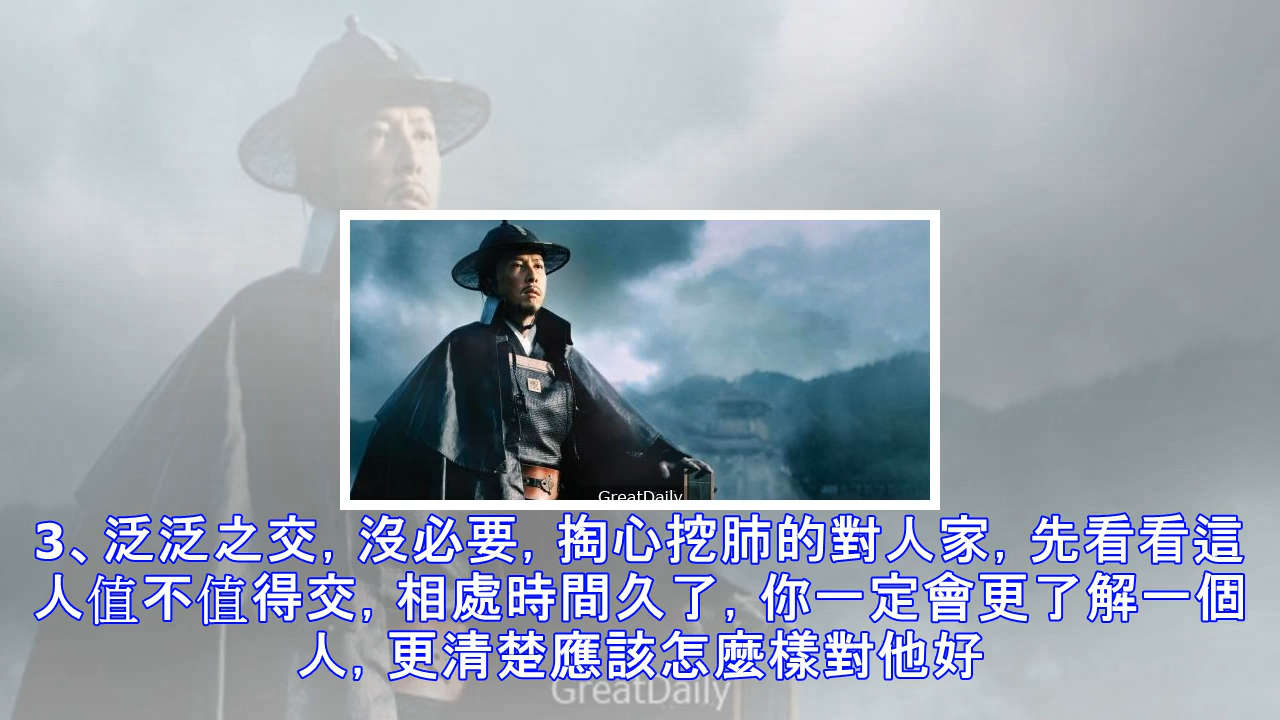 GreatDaily
3、泛泛之交, 沒必要, 掏心挖肺的對人家, 先看看這
人值不值得交, 相處時間久了, 你一定會更了解一個
人, 更清楚應該怎麼樣對他好
GreatDaily